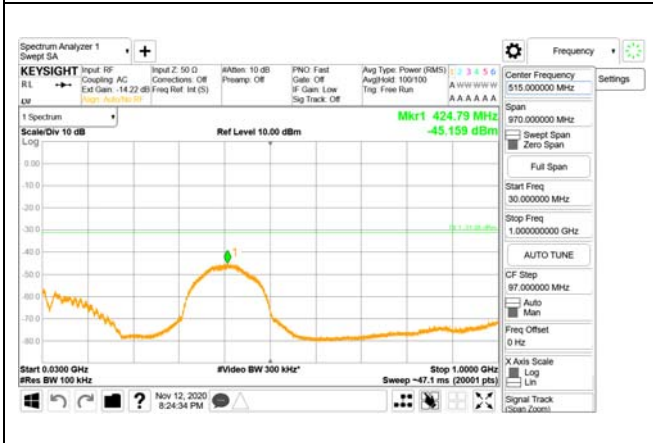 Spectrum Analyzer 1
Swept SA
+
Frequency
KEYSIGHT
Input: RF
Coupling: AC
Ext Gain: -14.22 dB
Align: Auto/No RF
Input Z: 50 Ω
Corrections: Off
Freq Ref: Int (S)
#Atten: 10 dB
Preamp: Off
PNO: Fast
Gate: Off
IF Gain: Low
Sig Track: Off
Avg Type: Power (RMS)
Avg|Hold: 100/100
Trig: Free Run
1 2 3 4 5 6
A W W W W W
A A A A A A
RL
1 Spectrum
Mkr1 424.79 MHz
Scale/Div 10 dB
Ref Level 10.00 dBm
-45.159 dBm
Log
0.00
-10.0
-20.0
-30.0
-40.0
-50.0
-60.0
-70.0
-80.0
1
Start 0.0300 GHz
#Video BW 300 kHz*
Stop 1.0000 GHz
#Res BW 100 kHz
Sweep ~47.1 ms (20001 pts)
?
Nov 12, 2020
8:24:34 PM
Center Frequency
515.000000 MHz
Settings
Span
970.000000 MHz
Swept Span
Zero Span
Full Span
Start Freq
30.000000 MHz
Stop Freq
1.000000000 GHz
AUTO TUNE
CF Step
97.000000 MHz
Auto
Man
Freq Offset
0 Hz
X Axis Scale
Log
Lin
Signal Track
(Span Zoom)